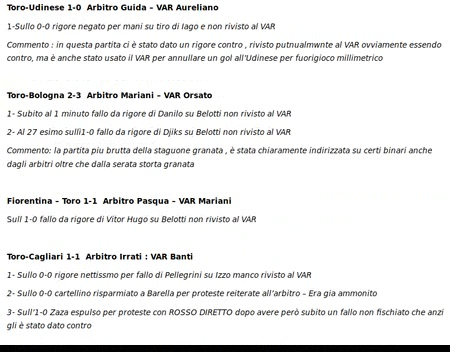 Toro-Udinese 1-0 Arbitro Guida – VAR Aureliano
1-Sullo 0-0 rigore negato per mani su tiro di Iago e non rivisto al VAR
Commento : in questa partita ci è stato dato un rigore contro , rivisto putnualmwnte al VAR ovviamente essendo
contro, ma è anche stato usato il VAR per annullare un gol all'Udinese per fuorigioco millimetrico
Toro-Bologna 2-3 Arbitro Mariani – VAR Orsato
1- Subito al 1 minuto fallo da rigore di Danilo su Belotti non rivisto al VAR
2- Al 27 esimo sulli1-0 fallo da rigore di Djiks su Belotti non rivisto al VAR
Commento: la partita piu brutta della staguone granata , è stata chiaramente indirizzata su certi binari anche
dagli arbitri oltre che dalla serata storta granata
Fiorentina – Toro 1-1 Arbitro Pasqua – VAR Mariani
Sull 1-0 fallo da rigore di Vitor Hugo su Belotti non rivisto al VAR
Toro-Cagliari 1-1 Arbitro Irrati : VAR Banti
1- Sullo 0-0 rigore nettissmo per fallo di Pellegrini su Izzo manco rivisto al VAR
2- Sullo 0-0 cartellino risparmiato a Barella per proteste reiterate all'arbitro – Era gia ammonito
3- Sull'1-0 Zaza espulso per proteste con ROSSO DIRETTO dopo avere però subito un fallo non fischiato che anzi
gli è stato dato contro